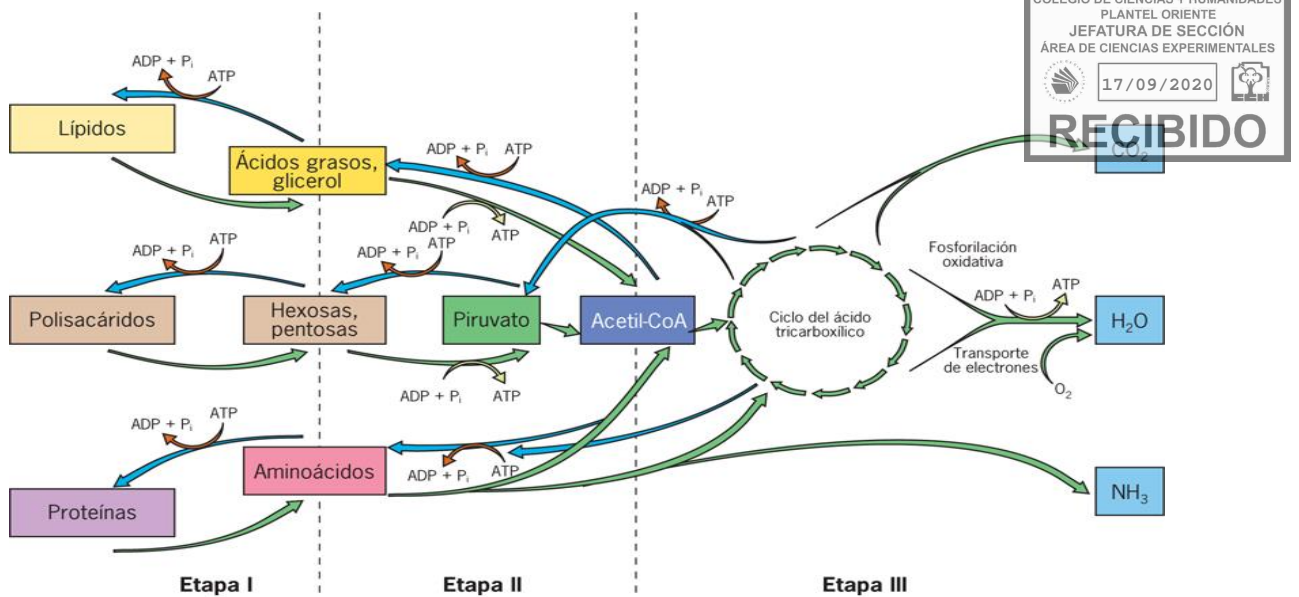 COLEGIO DE CIENCIAS Y HUMANIDADES
PLANTEL ORIENTE
JEFATURA DE SECCIÓN
ÁREA DE CIENCIAS EXPERIMENTALES
17/09/2020
CCH
RECIBIDO
CO₂
ADP + Pᵢ
ATP
Lípidos
Ácidos grasos,
glicerol
ADP + Pᵢ
ATP
ADP + Pᵢ
ATP
ADP + Pᵢ
ATP
ADP + Pᵢ
ATP
ADP + Pᵢ
ATP
Polisacáridos
Hexosas,
pentosas
Piruvato
Acetil-CoA
Ciclo del ácido
tricarboxílico
Fosforilación
oxidativa
ADP + Pᵢ
ATP
H₂O
Transporte
de electrones
O₂
ADP + Pᵢ
ATP
ADP + Pᵢ
ATP
Aminoácidos
ADP + Pᵢ
ATP
Proteínas
NH₃
Etapa I
Etapa II
Etapa III